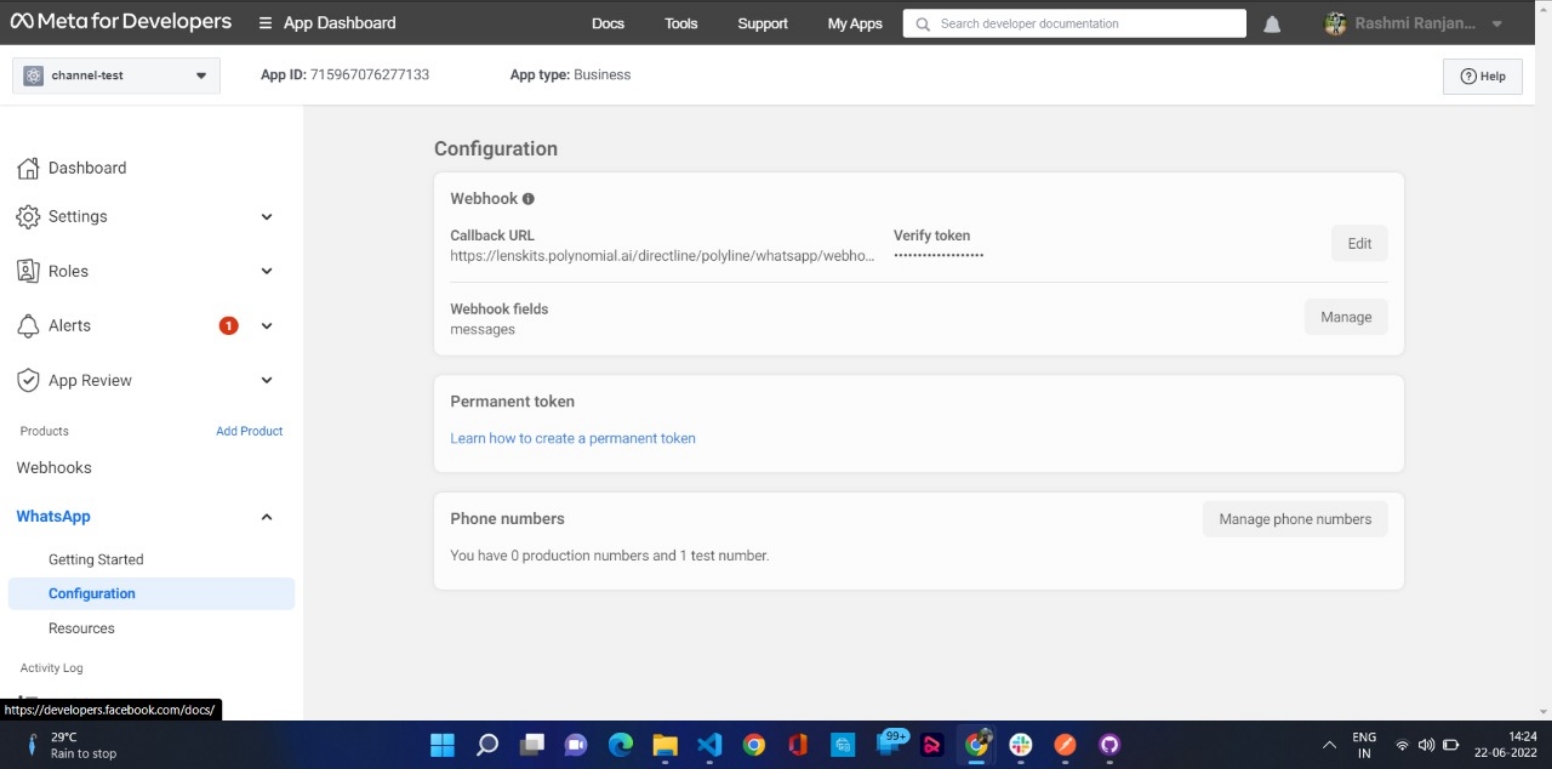 Meta for Developers
App Dashboard
Docs
Tools
Support
My Apps
Search developer documentation
Rashmi Ranjan...
channel-test
App ID: 715967076277133
App type: Business
Help
Dashboard
Settings
Roles
Alerts
1
App Review
Products
Add Product
Webhooks
WhatsApp
Getting Started
Configuration
Resources
Activity Log
Configuration
Webhook
Callback URL
https://lenskits.polynomial.ai/directline/polyline/whatsapp/webho...
Verify token
•••••••••••••••••••
Edit
Webhook fields
messages
Manage
Permanent token
Learn how to create a permanent token
Phone numbers
Manage phone numbers
You have 0 production numbers and 1 test number.
https://developers.facebook.com/docs/
29°C
Rain to stop
99+
ENG
IN
14:24
22-06-2022